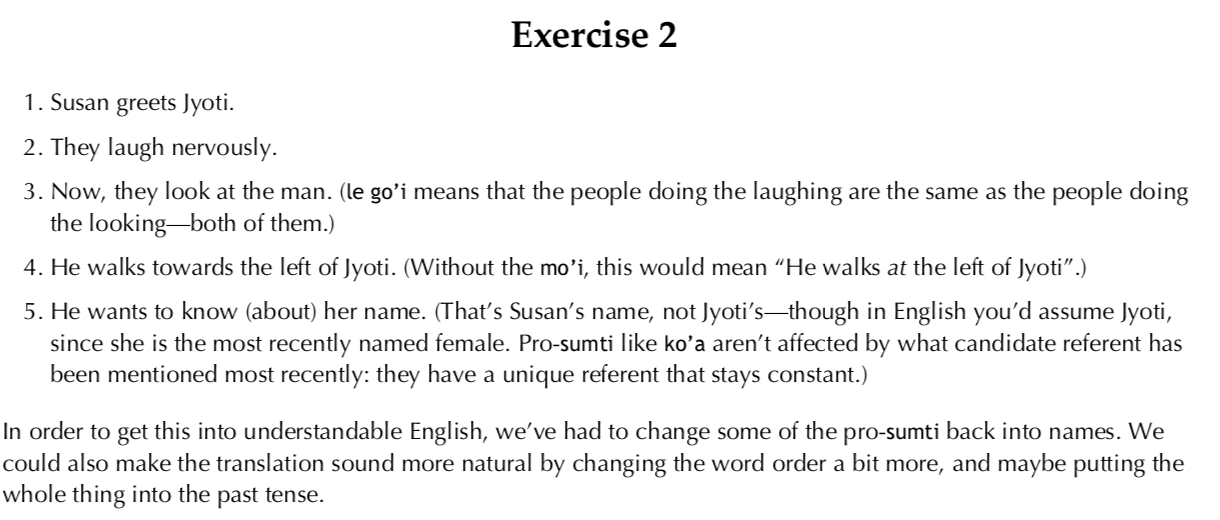 Exercise 2
1. Susan greets Jyoti.
2. They laugh nervously.
3. Now, they look at the man. (le go’i means that the people doing the laughing are the same as the people doing
the looking—both of them.)
4. He walks towards the left of Jyoti. (Without the mo’i, this would mean “He walks at the left of Jyoti”.)
5. He wants to know (about) her name. (That’s Susan’s name, not Jyoti’s—though in English you’d assume Jyoti,
since she is the most recently named female. Pro-sumti like ko’a aren’t affected by what candidate referent has
been mentioned most recently: they have a unique referent that stays constant.)
In order to get this into understandable English, we’ve had to change some of the pro-sumti back into names. We
could also make the translation sound more natural by changing the word order a bit more, and maybe putting the
whole thing into the past tense.